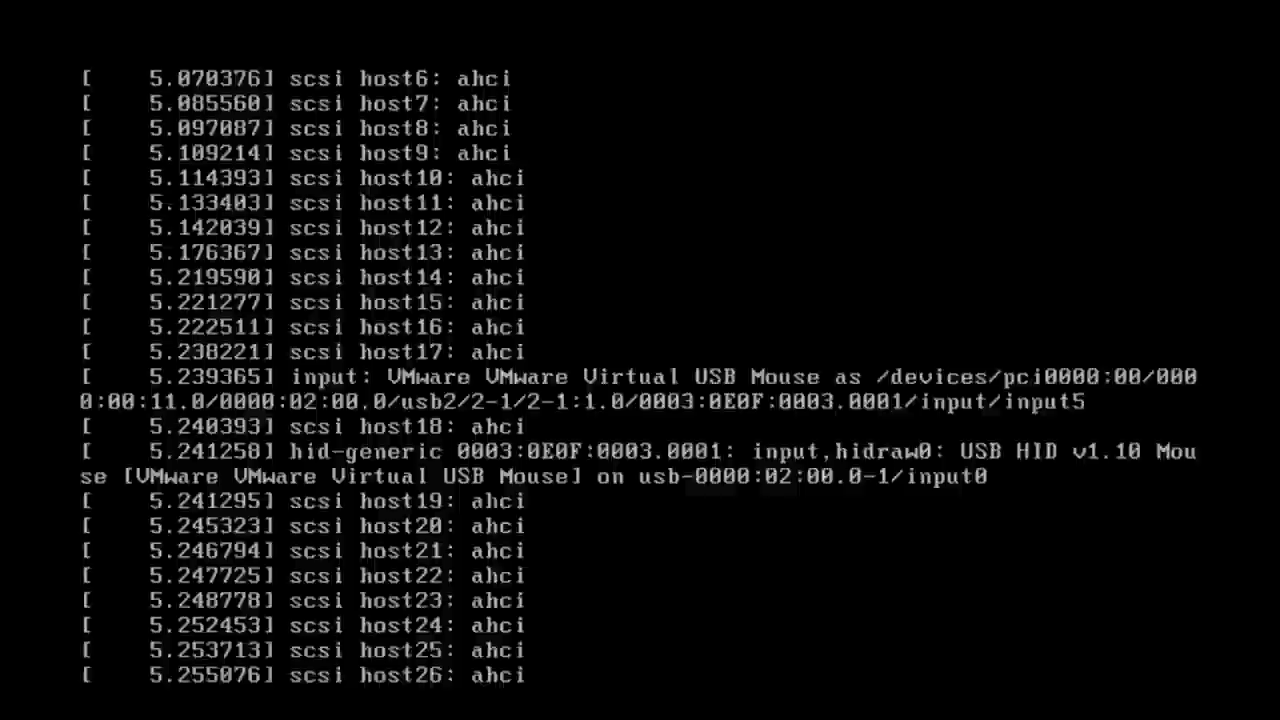 [    5.070376] scsi host6: ahci
[    5.085560] scsi host7: ahci
[    5.097087] scsi host8: ahci
[    5.109214] scsi host9: ahci
[    5.114393] scsi host10: ahci
[    5.133403] scsi host11: ahci
[    5.142039] scsi host12: ahci
[    5.176367] scsi host13: ahci
[    5.219590] scsi host14: ahci
[    5.221277] scsi host15: ahci
[    5.222511] scsi host16: ahci
[    5.238221] scsi host17: ahci
[    5.239365] input: VMware VMware Virtual USB Mouse as /devices/pci0000:00/000
0:00:11.0/0000:02:00.0/usb2/2-1/2-1:1.0/0003:0E0F:0003.0001/input/input5
[    5.240393] scsi host18: ahci
[    5.241258] hid-generic 0003:0E0F:0003.0001: input,hidraw0: USB HID v1.10 Mou
se [VMware VMware Virtual USB Mouse] on usb-0000:02:00.0-1/input0
[    5.241295] scsi host19: ahci
[    5.245323] scsi host20: ahci
[    5.246794] scsi host21: ahci
[    5.247725] scsi host22: ahci
[    5.248778] scsi host23: ahci
[    5.252453] scsi host24: ahci
[    5.253713] scsi host25: ahci
[    5.255076] scsi host26: ahci